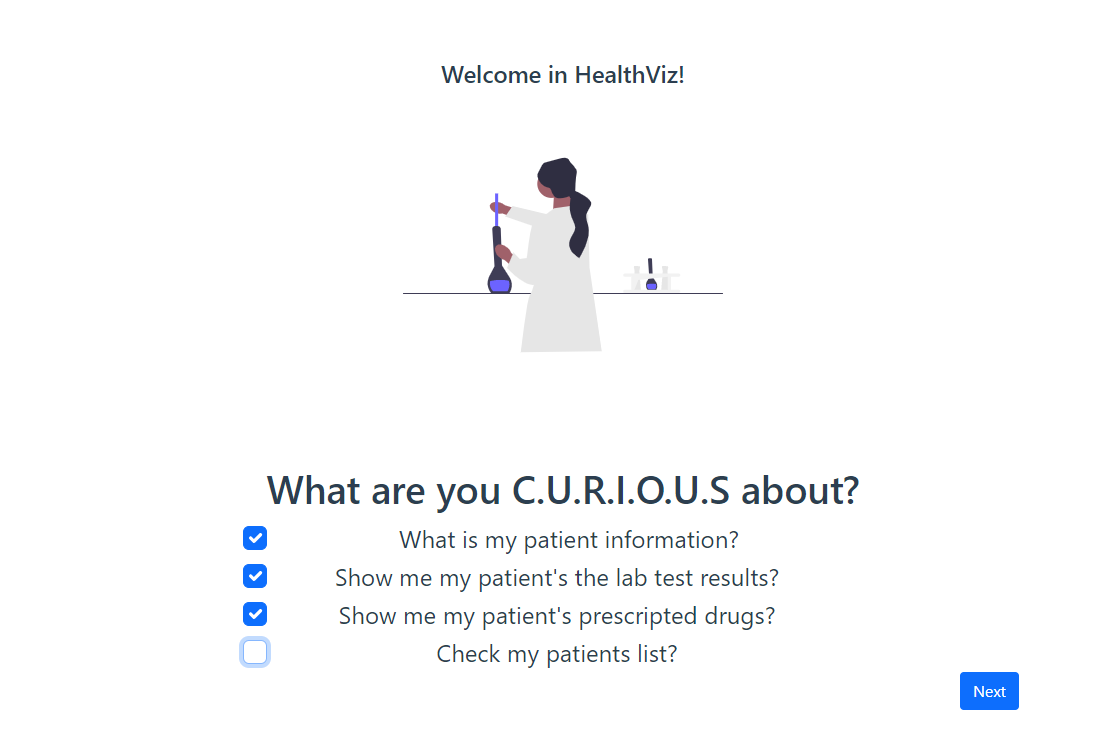 Welcome in HealthViz!
What are you C.U.R.I.O.U.S about?
What is my patient information?
Show me my patient's the lab test results?
Show me my patient's prescripted drugs?
Check my patients list?
Next